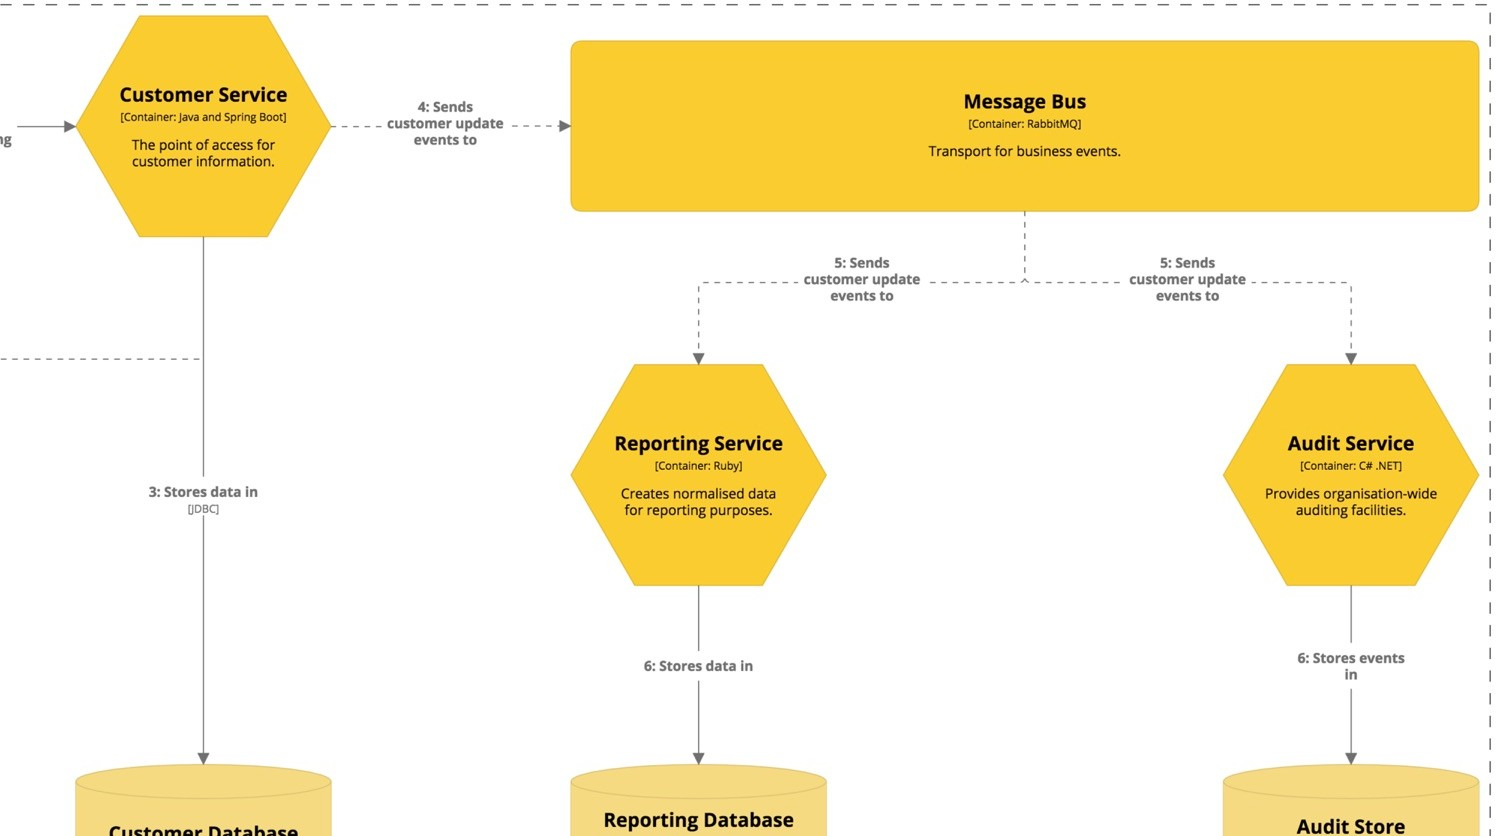 Customer Service
[Container: Java and Spring Boot]
The point of access for
customer information.
4: Sends
customer update
events to
Message Bus
[Container: RabbitMQ]
Transport for business events.
5: Sends
customer update
events to
5: Sends
customer update
events to
Reporting Service
[Container: Ruby]
Creates normalised data
for reporting purposes.
Audit Service
[Container: C# .NET]
Provides organisation-wide
auditing facilities.
3: Stores data in
[JDBC]
6: Stores data in
6: Stores events
in
Customer Database
Reporting Database
Audit Store